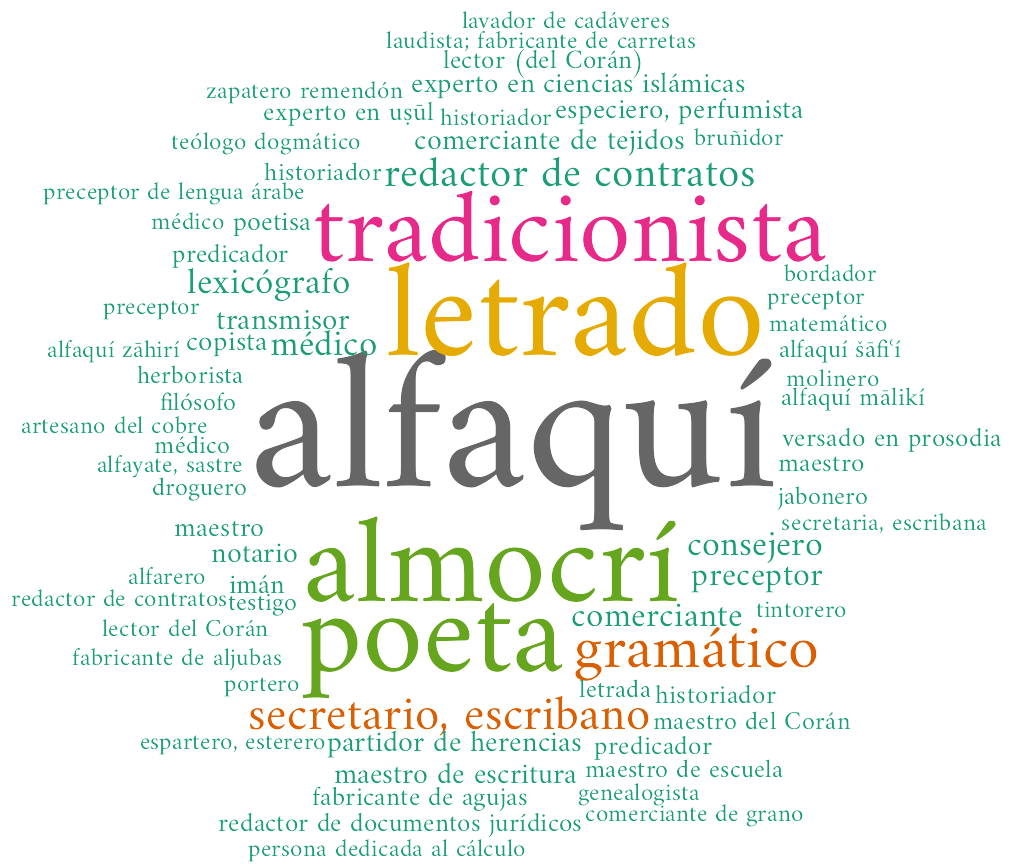 lavador de cadáveres
laudista; fabricante de carretas
lector (del Corán)
zapatero remendón
experto en ciencias islámicas
experto en uṣūl
historiador
especiero, perfumista
teólogo dogmático
comerciante de tejidos
bruñidor
historiador
redactor de contratos
preceptor de lengua árabe
médico
poetisa
tradicionista
predicador
lexicógrafo
letrado
bordador
preceptor
preceptor
transmisor
matemático
alfaquí zāhirí
copista
médico
alfaquí šāfiʿí
herborista
alfaquí
molinero
filósofo
alfaquí mālikí
artesano del cobre
médico
versado en prosodia
alfayate, sastre
maestro
droguero
jabonero
maestro
secretaria, escribana
notario
almocrí
consejero
alfarero
imán
preceptor
redactor de contratos
testigo
comerciante
tintorero
lector del Corán
poeta
gramático
fabricante de aljubas
portero
letrada
historiador
secretario, escribano
maestro del Corán
espartero, esterero
partidor de herencias
predicador
maestro de escritura
maestro de escuela
fabricante de agujas
genealogista
redactor de documentos jurídicos
comerciante de grano
persona dedicada al cálculo